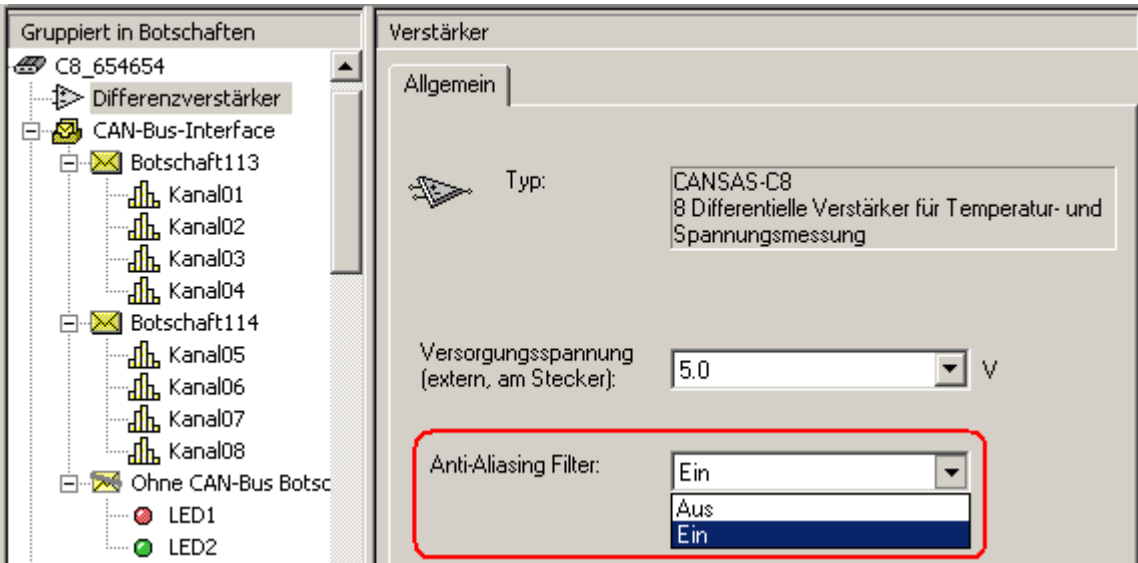 Gruppiert in Botschaften
C8_654654
Differenzverstärker
CAN-Bus-Interface
Botschaft113
Kanal01
Kanal02
Kanal03
Kanal04
Botschaft114
Kanal05
Kanal06
Kanal07
Kanal08
Ohne CAN-Bus Botsc
LED1
LED2
Verstärker
Allgemein
Typ:
CANSAS-C8
8 Differentielle Verstärker für Temperatur- und
Spannungsmessung
Versorgungsspannung
(extern, am Stecker):
5.0
V
Anti-Aliasing Filter:
Ein
Aus
Ein